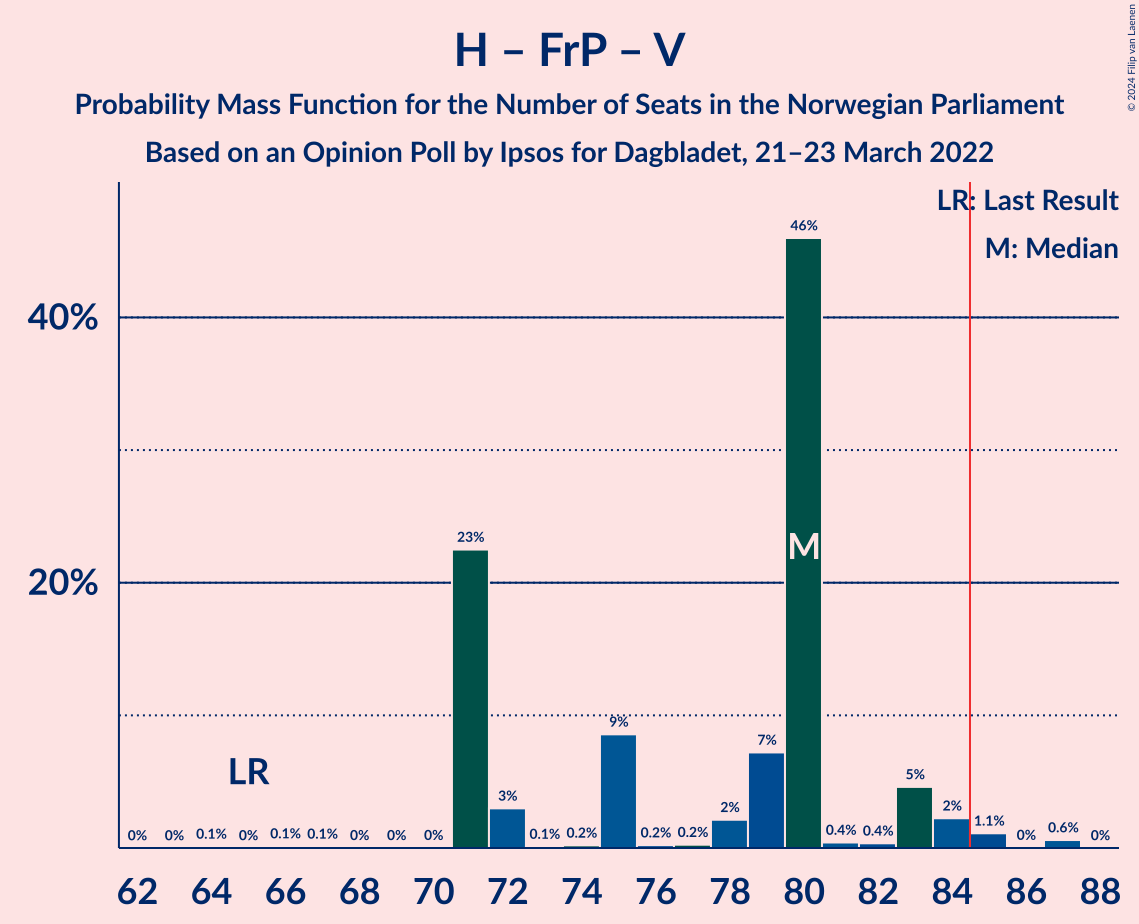 © 2024 Filip van Laenen
H – FrP – V
Probability Mass Function for the Number of Seats in the Norwegian Parliament
Based on an Opinion Poll by Ipsos for Dagbladet, 21–23 March 2022
LR: Last Result
M: Median
40%
20%
LR
M
0% 0% 0.1% 0% 0.1% 0.1% 0% 0% 0% 23% 3% 0.1% 0.2% 9% 0.2% 0.2% 2% 7% 46% 0.4% 0.4% 5% 2% 1.1% 0% 0.6% 0%
62 64 66 68 70 72 74 76 78 80 82 84 86 88